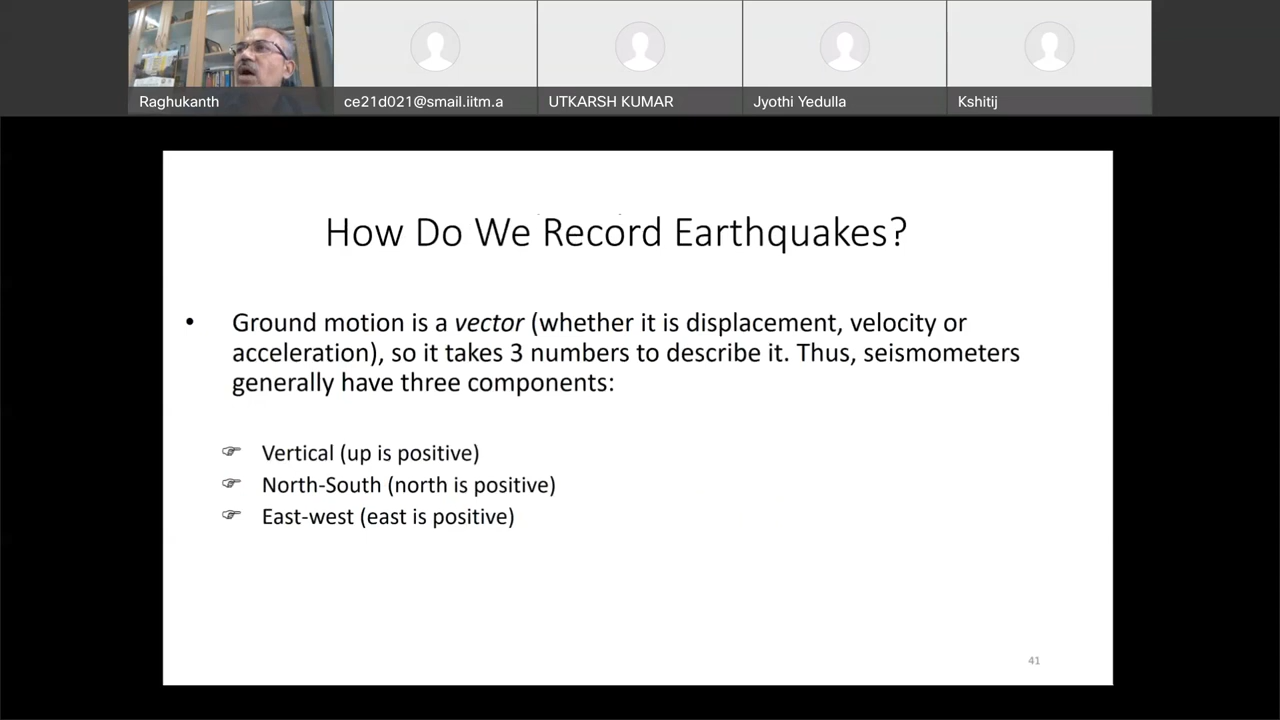 Raghukanth
ce21d021@smail.iitm.a
UTKARSH KUMAR
Jyothi Yedulla
Kshitij
How Do We Record Earthquakes?
• Ground motion is a vector (whether it is displacement, velocity or
acceleration), so it takes 3 numbers to describe it. Thus, seismometers
generally have three components:
☞ Vertical (up is positive)
☞ North-South (north is positive)
☞ East-west (east is positive)
41